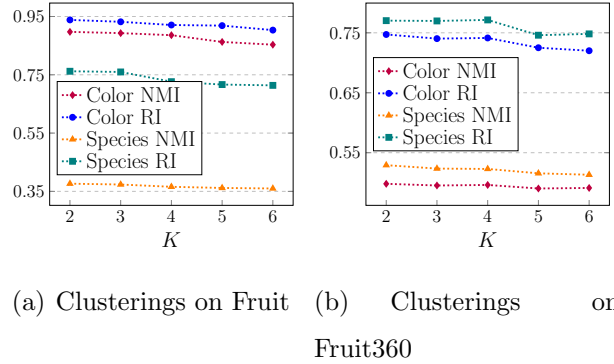 0.95
0.75
0.35
Color NMI
Color RI
Species NMI
Species RI
2 3 4 5 6
K
0.75
0.65
0.55
Color NMI
Color RI
Species NMI
Species RI
2 3 4 5 6
K
(a) Clusterings on Fruit
(b) Clusterings on
Fruit360